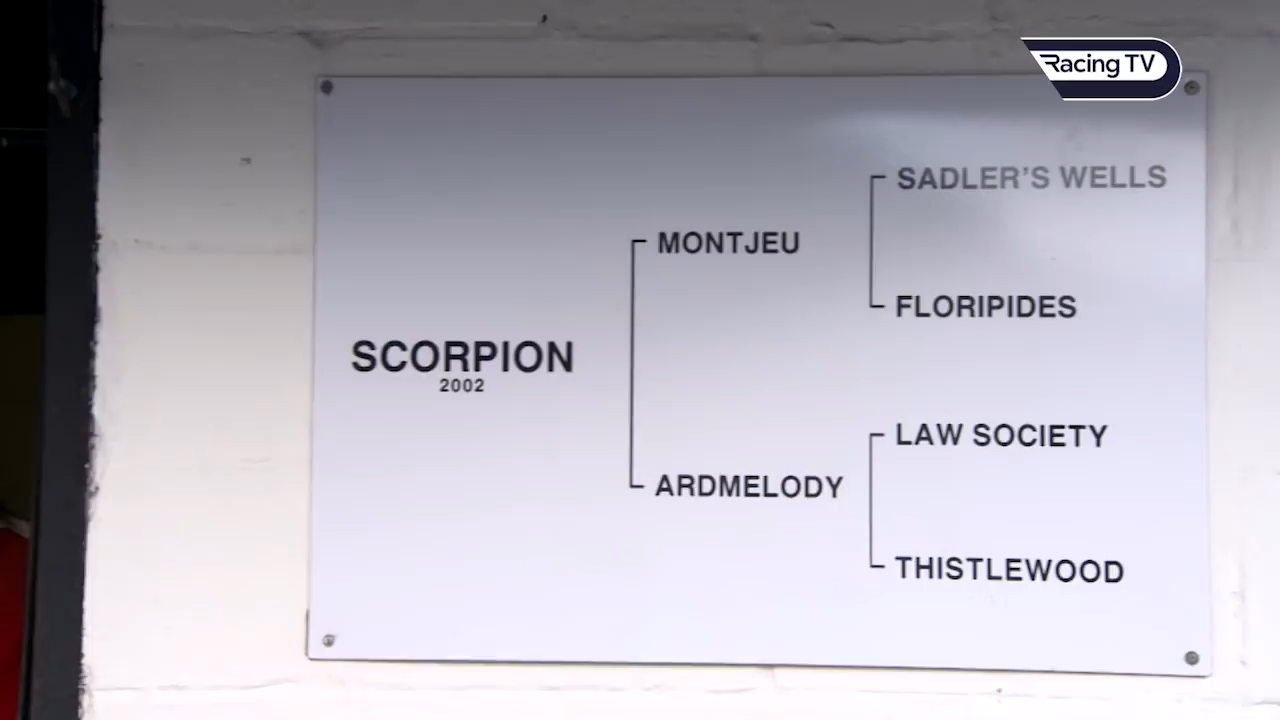 Racing TV
SADLER'S WELLS
MONTJEU
FLORIPIDES
SCORPION
2002
LAW SOCIETY
ARDMELODY
THISTLEWOOD